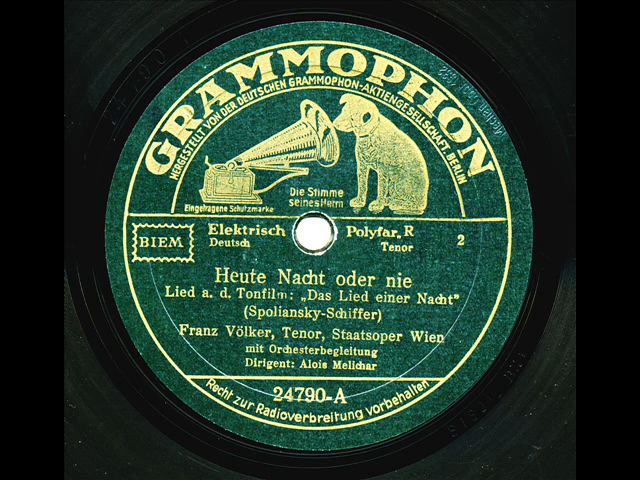 GRAMMOPHON
HERGESTELLT VON DER DEUTSCHEN GRAMMOPHON-AKTIENGESELLSCHAFT, BERLIN
Die Stimme
seines Herrn
Eingetragene Schutzmarke
BIEM
Elektrisch
Deutsch
Polyfar R
Tenor
2
Heute Nacht oder nie
Lied a. d. Tonfilm: „Das Lied einer Nacht"
(Spoliansky-Schiffer)
Franz Völker, Tenor, Staatsoper Wien
mit Orchesterbegleitung
Dirigent: Alois Melichar
24790-A
Recht zur Radioverbreitung vorbehalten